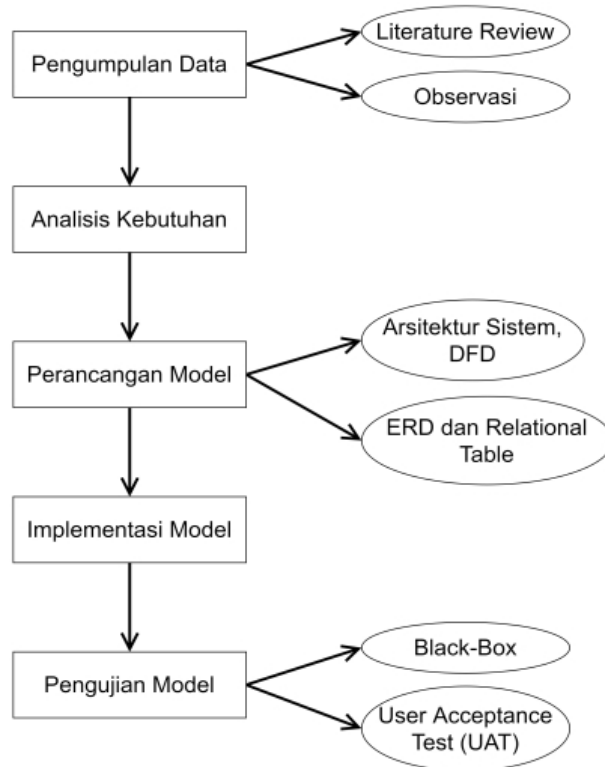 Pengumpulan Data
Literature Review
Observasi
Analisis Kebutuhan
Perancangan Model
Arsitektur Sistem,
DFD
ERD dan Relational
Table
Implementasi Model
Pengujian Model
Black-Box
User Acceptance
Test (UAT)